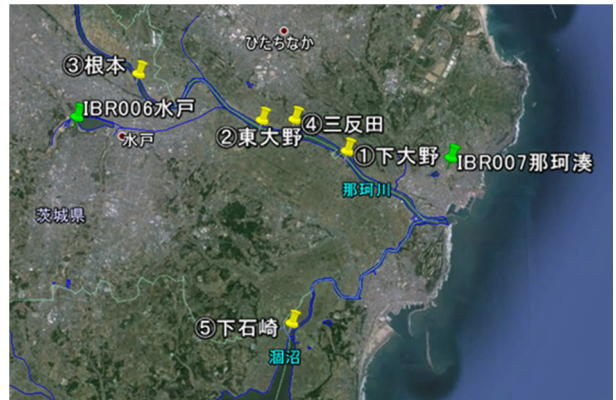 ひたちなか
③根本
IBR006水戸
水戸
②東大野
④三反田
①下大野
IBR007那珂湊
那珂川
茨城県
⑤下石崎
涸沼